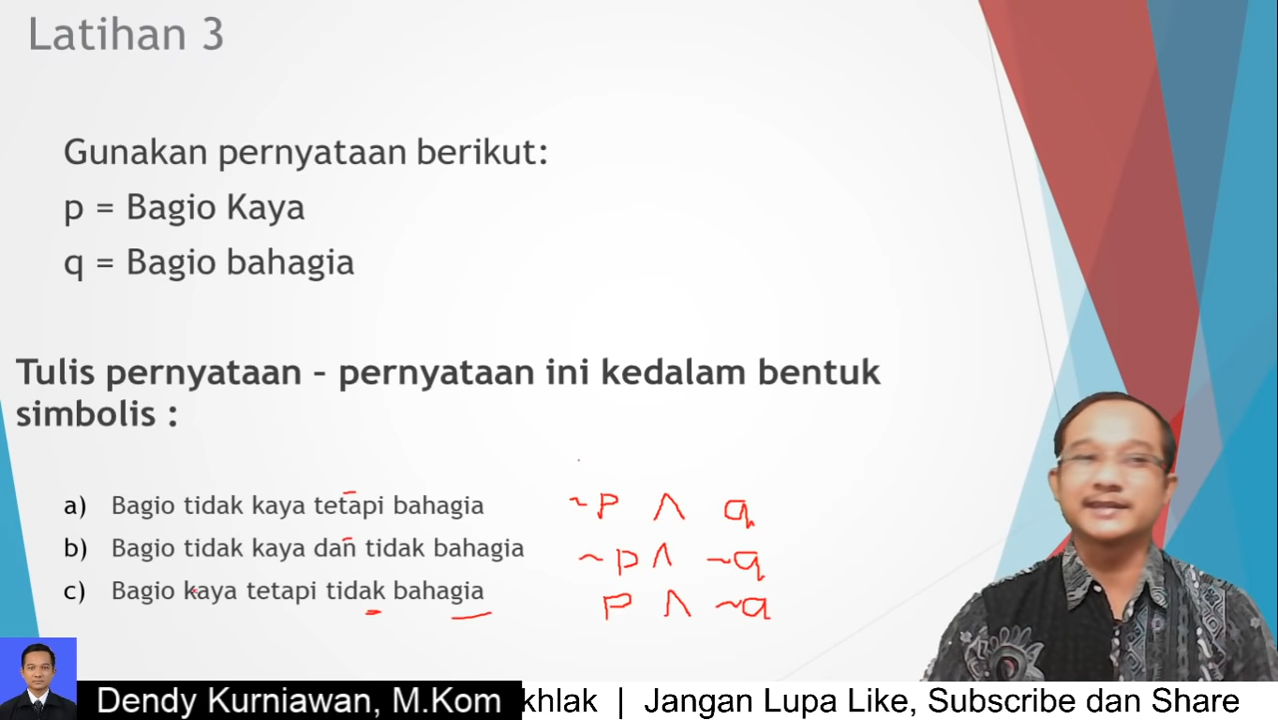 Latihan 3
Gunakan pernyataan berikut:
p = Bagio Kaya
q = Bagio bahagia
Tulis pernyataan – pernyataan ini kedalam bentuk
simbolis :
a) Bagio tidak kaya tetapi bahagia ~P ∧ q
b) Bagio tidak kaya dan tidak bahagia ~p ∧ ~q
c) Bagio kaya tetapi tidak bahagia p ∧ ~q
Dendy Kurniawan, M.Kom khlak | Jangan Lupa Like, Subscribe dan Share